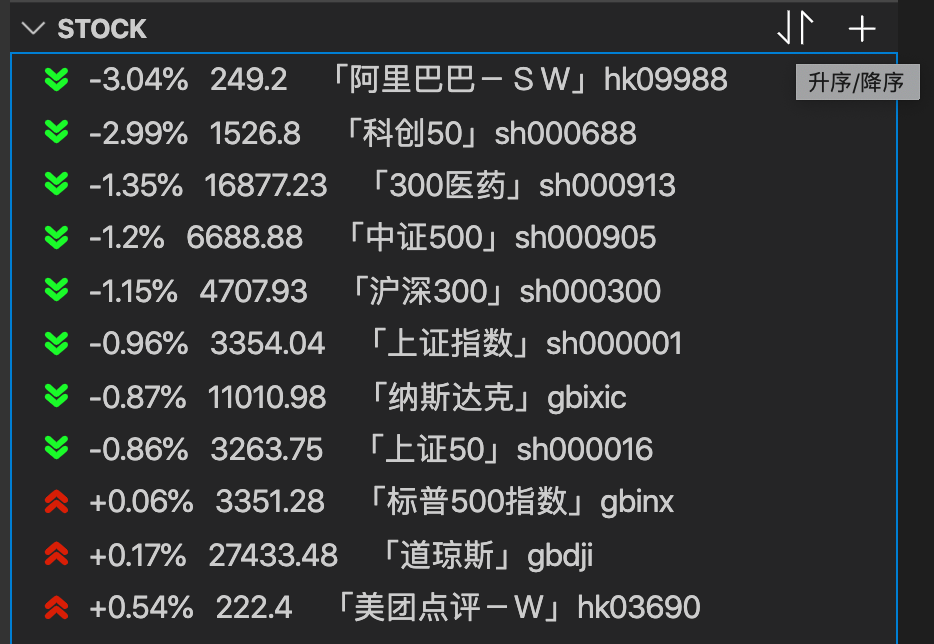 STOCK
升序/降序
-3.04% 249.2 「阿里巴巴－ＳＷ」hk09988
-2.99% 1526.8 「科创50」sh000688
-1.35% 16877.23 「300医药」sh000913
-1.2% 6688.88 「中证500」sh000905
-1.15% 4707.93 「沪深300」sh000300
-0.96% 3354.04 「上证指数」sh000001
-0.87% 11010.98 「纳斯达克」gbixic
-0.86% 3263.75 「上证50」sh000016
+0.06% 3351.28 「标普500指数」gbinx
+0.17% 27433.48 「道琼斯」gbdji
+0.54% 222.4 「美团点评－Ｗ」hk03690